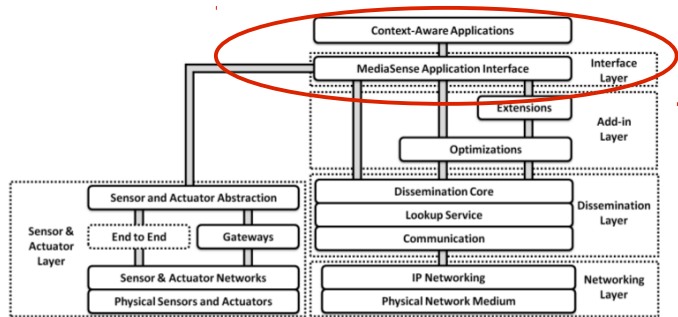 Context-Aware Applications
MediaSense Application Interface
Interface
Layer
Extensions
Add-in
Layer
Optimizations
Sensor and Actuator Abstraction
Dissemination Core
Dissemination
Layer
Lookup Service
Sensor &
Actuator
Layer
End to End
Gateways
Communication
Sensor & Actuator Networks
IP Networking
Networking
Layer
Physical Sensors and Actuators
Physical Network Medium